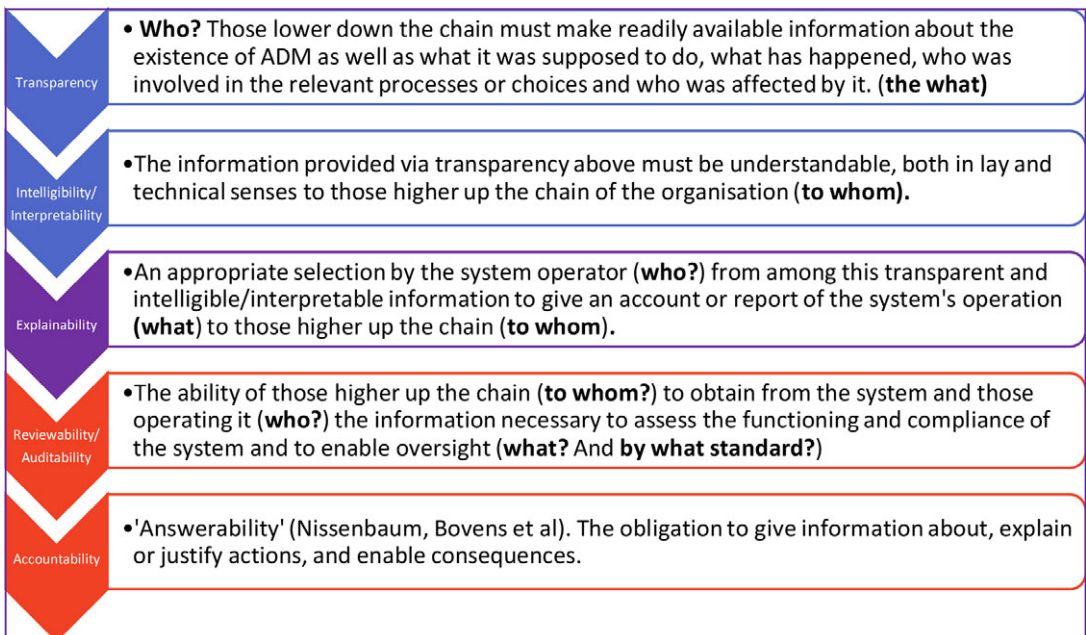 Transparency
• Who? Those lower down the chain must make readily available information about the
existence of ADM as well as what it was supposed to do, what has happened, who was
involved in the relevant processes or choices and who was affected by it. (the what)
Intelligibility/
Interpretability
•The information provided via transparency above must be understandable, both in lay and
technical senses to those higher up the chain of the organisation (to whom).
Explainability
•An appropriate selection by the system operator (who?) from among this transparent and
intelligible/interpretable information to give an account or report of the system's operation
(what) to those higher up the chain (to whom).
Reviewability/
Auditability
•The ability of those higher up the chain (to whom?) to obtain from the system and those
operating it (who?) the information necessary to assess the functioning and compliance of
the system and to enable oversight (what? And by what standard?)
Accountability
•'Answerability' (Nissenbaum, Bovens et al). The obligation to give information about, explain
or justify actions, and enable consequences.